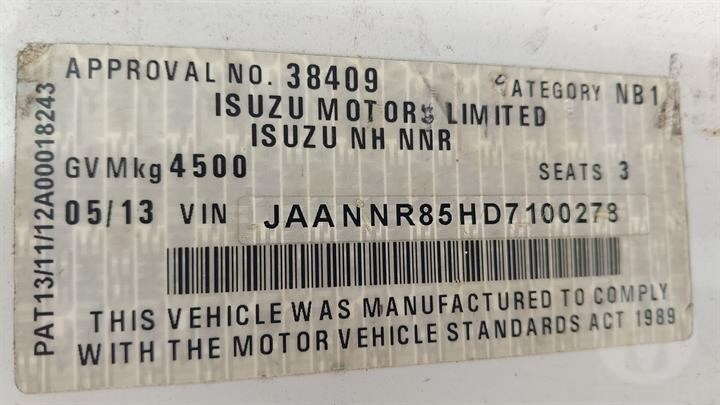 APPROVAL NO. 38409 CATEGORY NB1
ISUZU MOTORS LIMITED
ISUZU NH NNR
GVMkg 4500 SEATS 3
05/13 VIN JAANNR85HD7100278
THIS VEHICLE WAS MANUFACTURED TO COMPLY
WITH THE MOTOR VEHICLE STANDARDS ACT 1989
PAT13/11/12A00018243